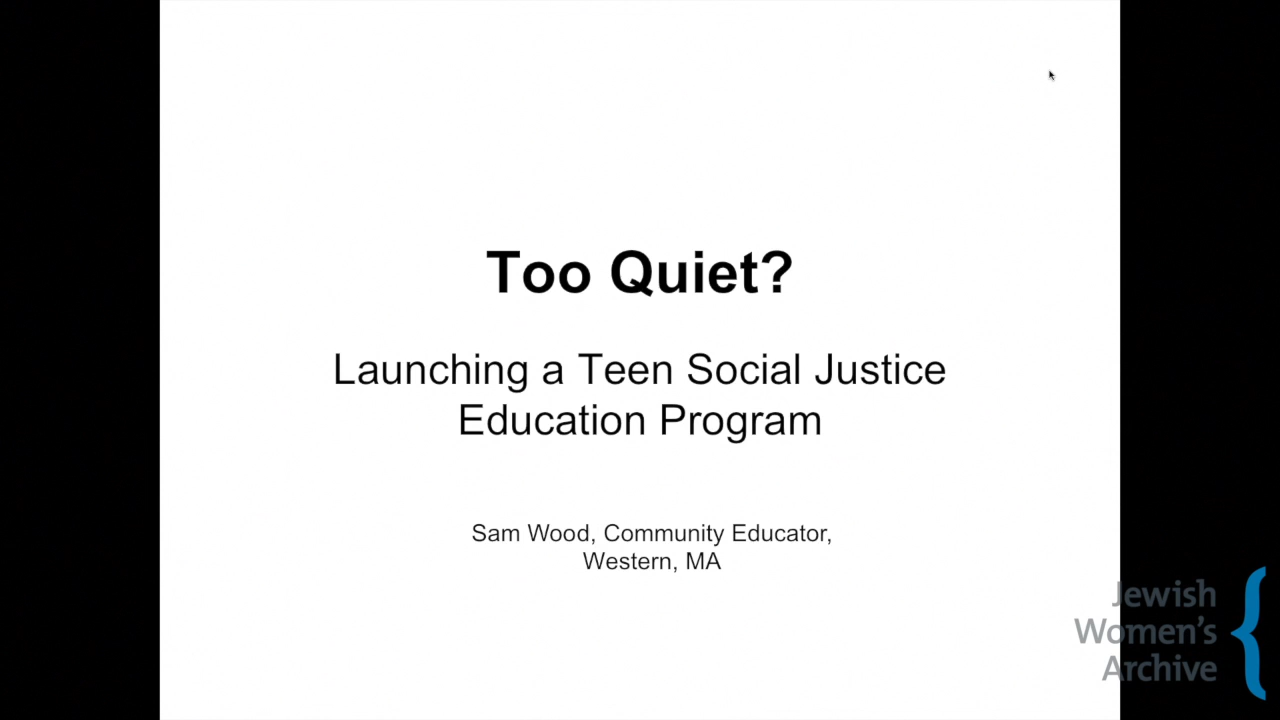 Too Quiet?
Launching a Teen Social Justice
Education Program
Sam Wood, Community Educator,
Western, MA
Jewish
Women's
Archive